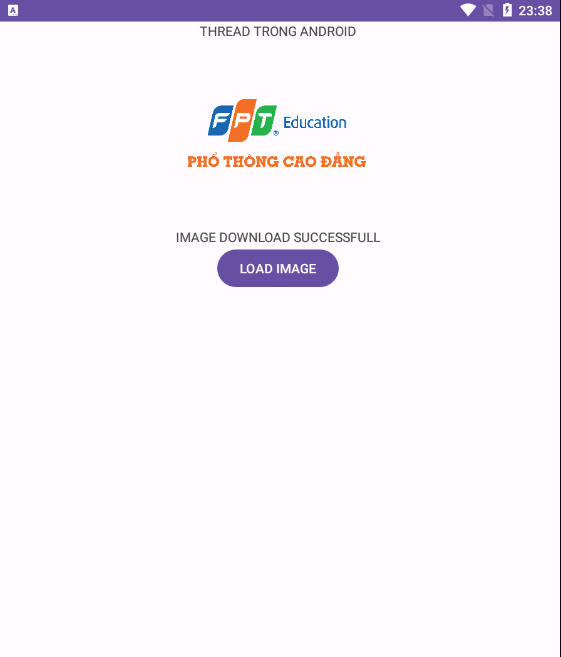 23:38
THREAD TRONG ANDROID
FPT® Education
PHỔ THÔNG CAO ĐẲNG
IMAGE DOWNLOAD SUCCESSFULL
LOAD IMAGE